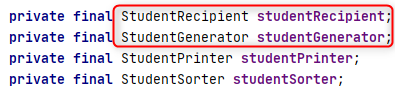 private final StudentRecipient studentRecipient;
private final StudentGenerator studentGenerator;
private final StudentPrinter studentPrinter;
private final StudentSorter studentSorter;